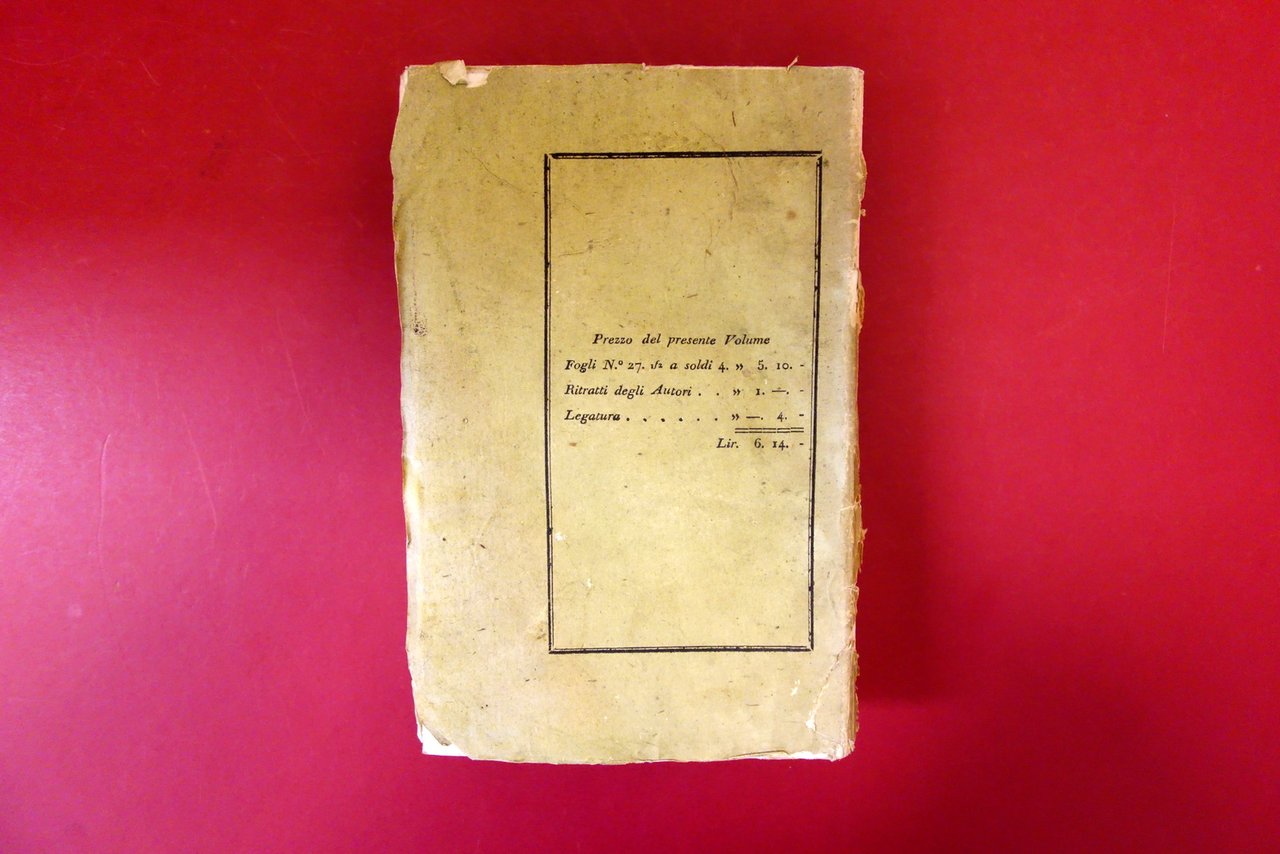 Prezzo del presente Volume
Fogli N.º 27. 1/2 a soldi 4. » 5. 10. -
Ritratti degli Autori . . » 1. —. -
Legatura . . . . . . » —. 4. -
Lir. 6. 14. -